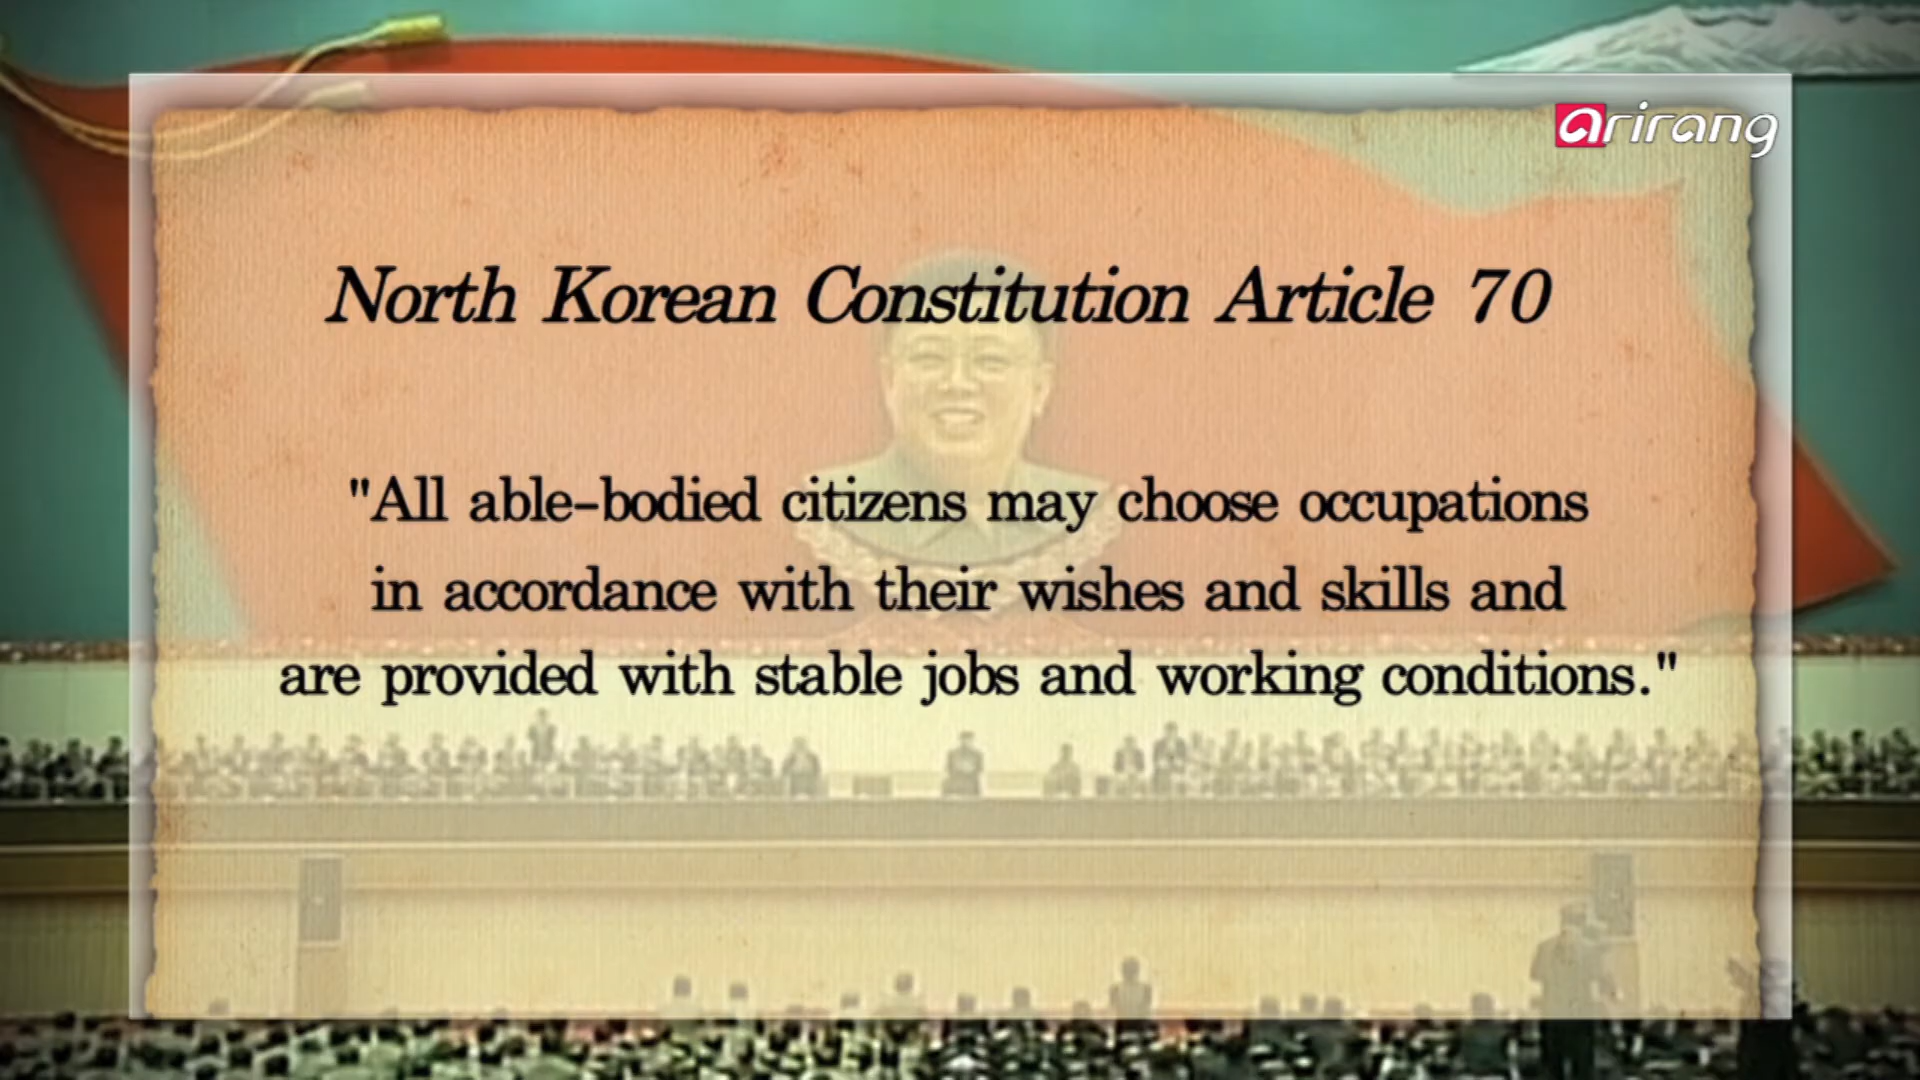 arirang
North Korean Constitution Article 70
"All able-bodied citizens may choose occupations
in accordance with their wishes and skills and
are provided with stable jobs and working conditions."